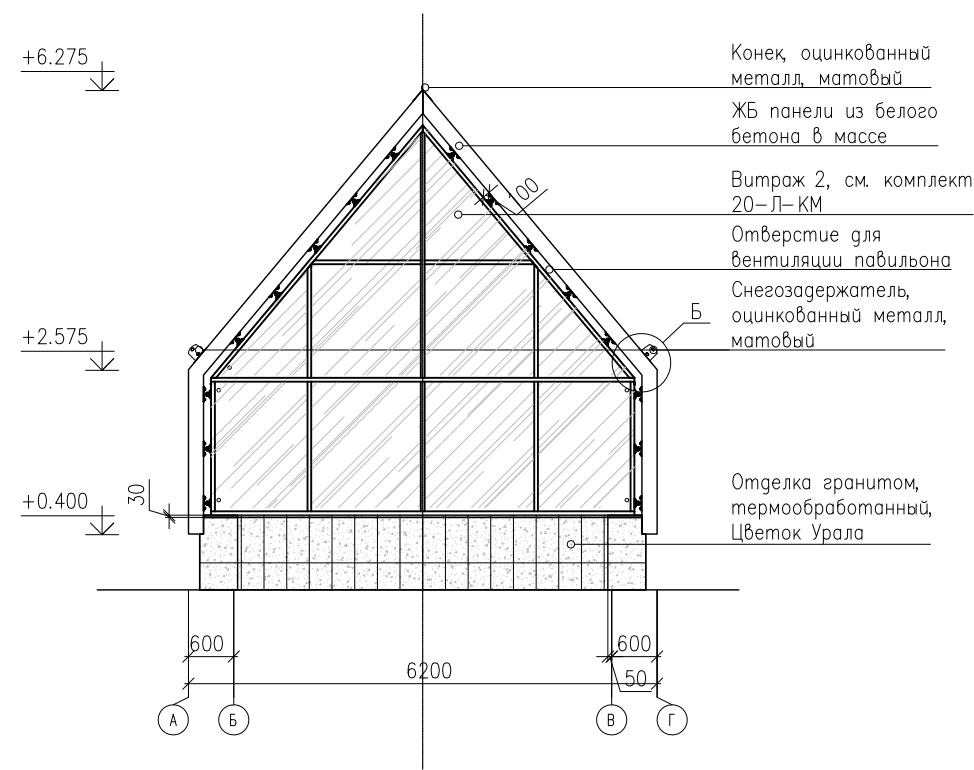 +6.275
Конек, оцинкованный
металл, матовый
ЖБ панели из белого
бетона в массе
Витраж 2, см. комплект
20-Л-КМ
Отверстие для
вентиляции павильона
Снегозадержатель,
оцинкованный металл,
матовый
Б
+2.575
+0.400
30
Отделка гранитом,
термообработанный,
Цветок Урала
600
600
6200
50
А
Б
В
Г